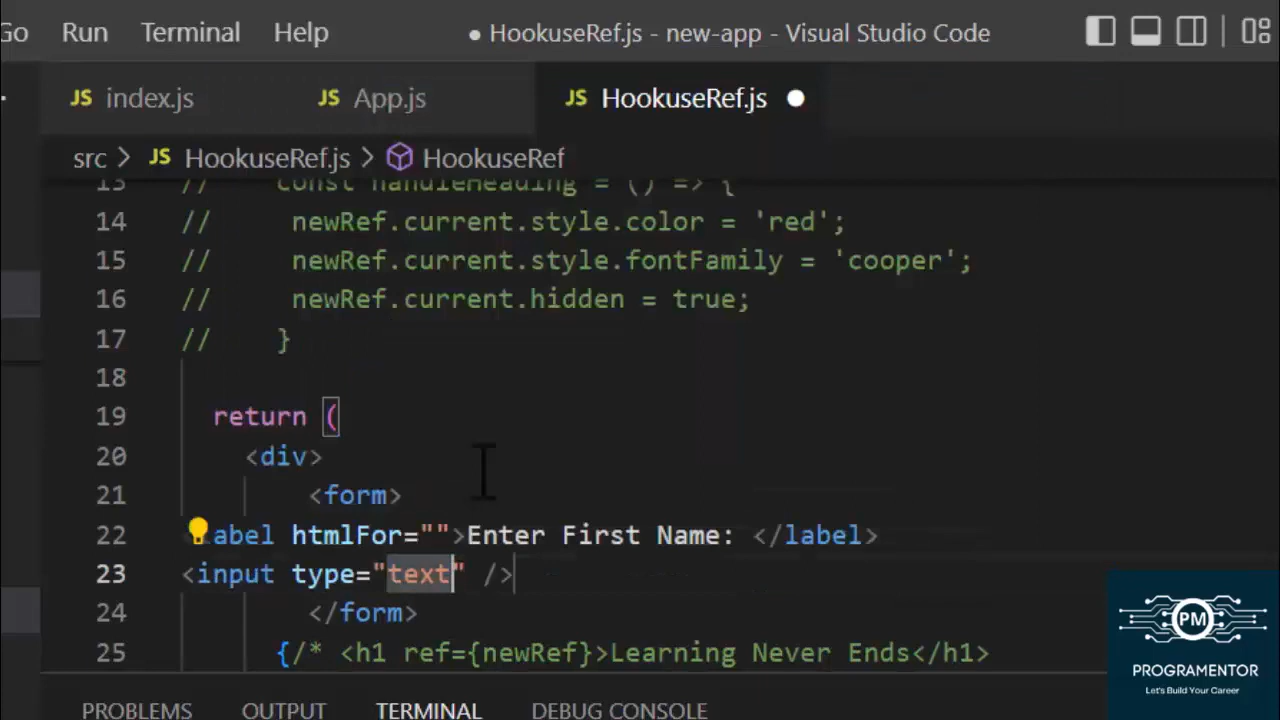 Go Run Terminal Help ● HookuseRef.js - new-app - Visual Studio Code
JS index.js JS App.js JS HookuseRef.js
src > JS HookuseRef.js > HookuseRef
13 // const handleHeading = () => {
14 // newRef.current.style.color = 'red';
15 // newRef.current.style.fontFamily = 'cooper';
16 // newRef.current.hidden = true;
17 // }
18
19 return (
20 <div>
21 <form>
22 abel htmlFor="">Enter First Name: </label>
23 <input type="text" />
24 </form>
25 {/* <h1 ref={newRef}>Learning Never Ends</h1>
PROBLEMS OUTPUT TERMINAL DEBUG CONSOLE
PM
PROGRAMENTOR
Let's Build Your Career